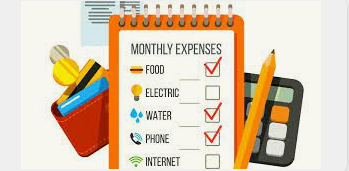 MONTHLY EXPENSES
FOOD
ELECTRIC
WATER
PHONE
INTERNET